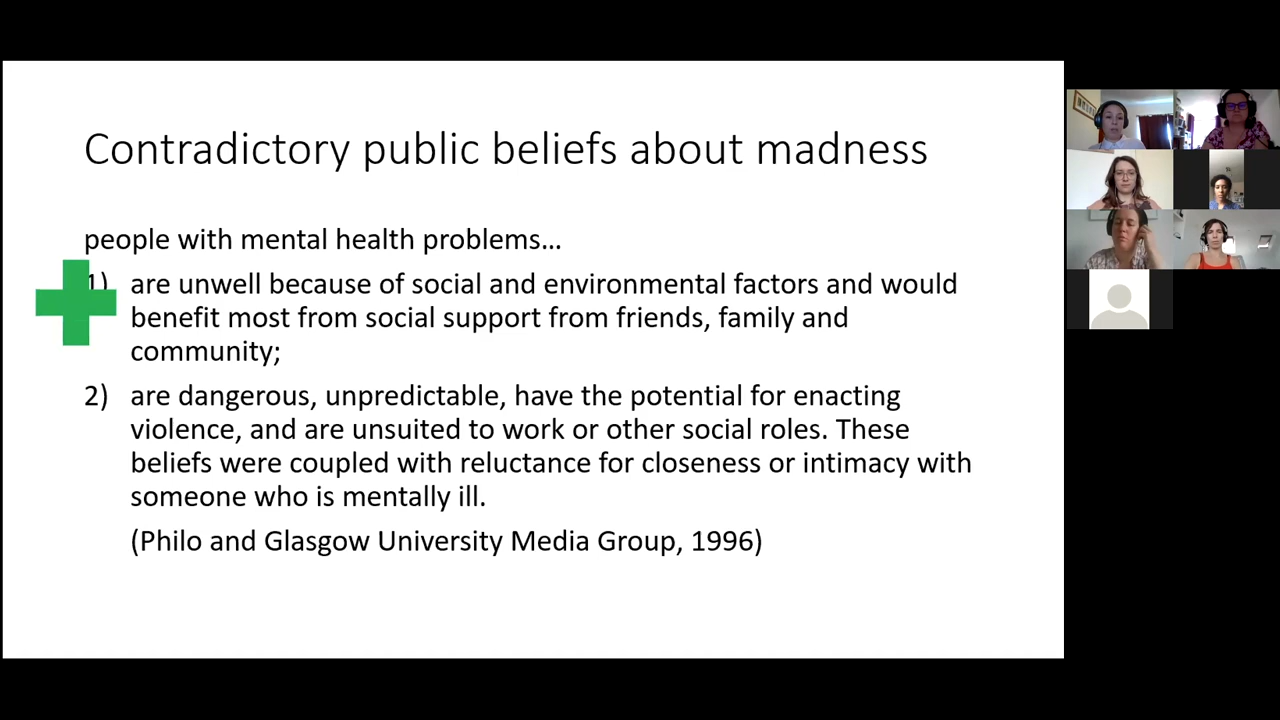 Contradictory public beliefs about madness
people with mental health problems…
1) are unwell because of social and environmental factors and would
benefit most from social support from friends, family and
community;
2) are dangerous, unpredictable, have the potential for enacting
violence, and are unsuited to work or other social roles. These
beliefs were coupled with reluctance for closeness or intimacy with
someone who is mentally ill.
(Philo and Glasgow University Media Group, 1996)